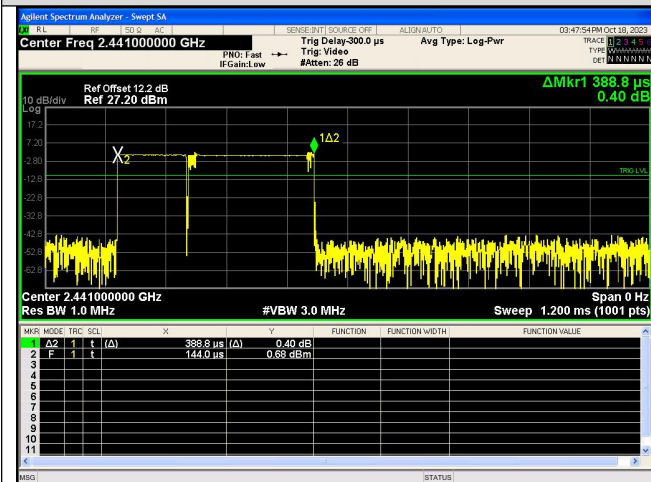 Agilent Spectrum Analyzer - Swept SA
RL RF 50 Ω AC SENSE:INT SOURCE OFF ALIGN AUTO 03:47:54 PM Oct 18, 2023
Center Freq 2.441000000 GHz PNO: Fast IFGain:Low Trig Delay-300.0 µs Trig: Video #Atten: 26 dB Avg Type: Log-Pwr TRACE 1 2 3 4 5 6
TYPE
DET N N N N N N
Ref Offset 12.2 dB
10 dB/div Ref 27.20 dBm
Log
ΔMkr1 388.8 µs
0.40 dB
17.2
7.20
-2.80
-12.8
-22.8
-32.8
-42.8
-52.8
-62.8
2
1Δ2
TRIG LVL
Center 2.441000000 GHz Span 0 Hz
Res BW 1.0 MHz #VBW 3.0 MHz Sweep 1.200 ms (1001 pts)
MKR MODE TRC SCL X Y FUNCTION FUNCTION WIDTH FUNCTION VALUE
1 Δ2 1 t (Δ) 388.8 µs (Δ) 0.40 dB
2 F 1 t 144.0 µs 0.68 dBm
3
4
5
6
7
8
9
10
11
MSG STATUS